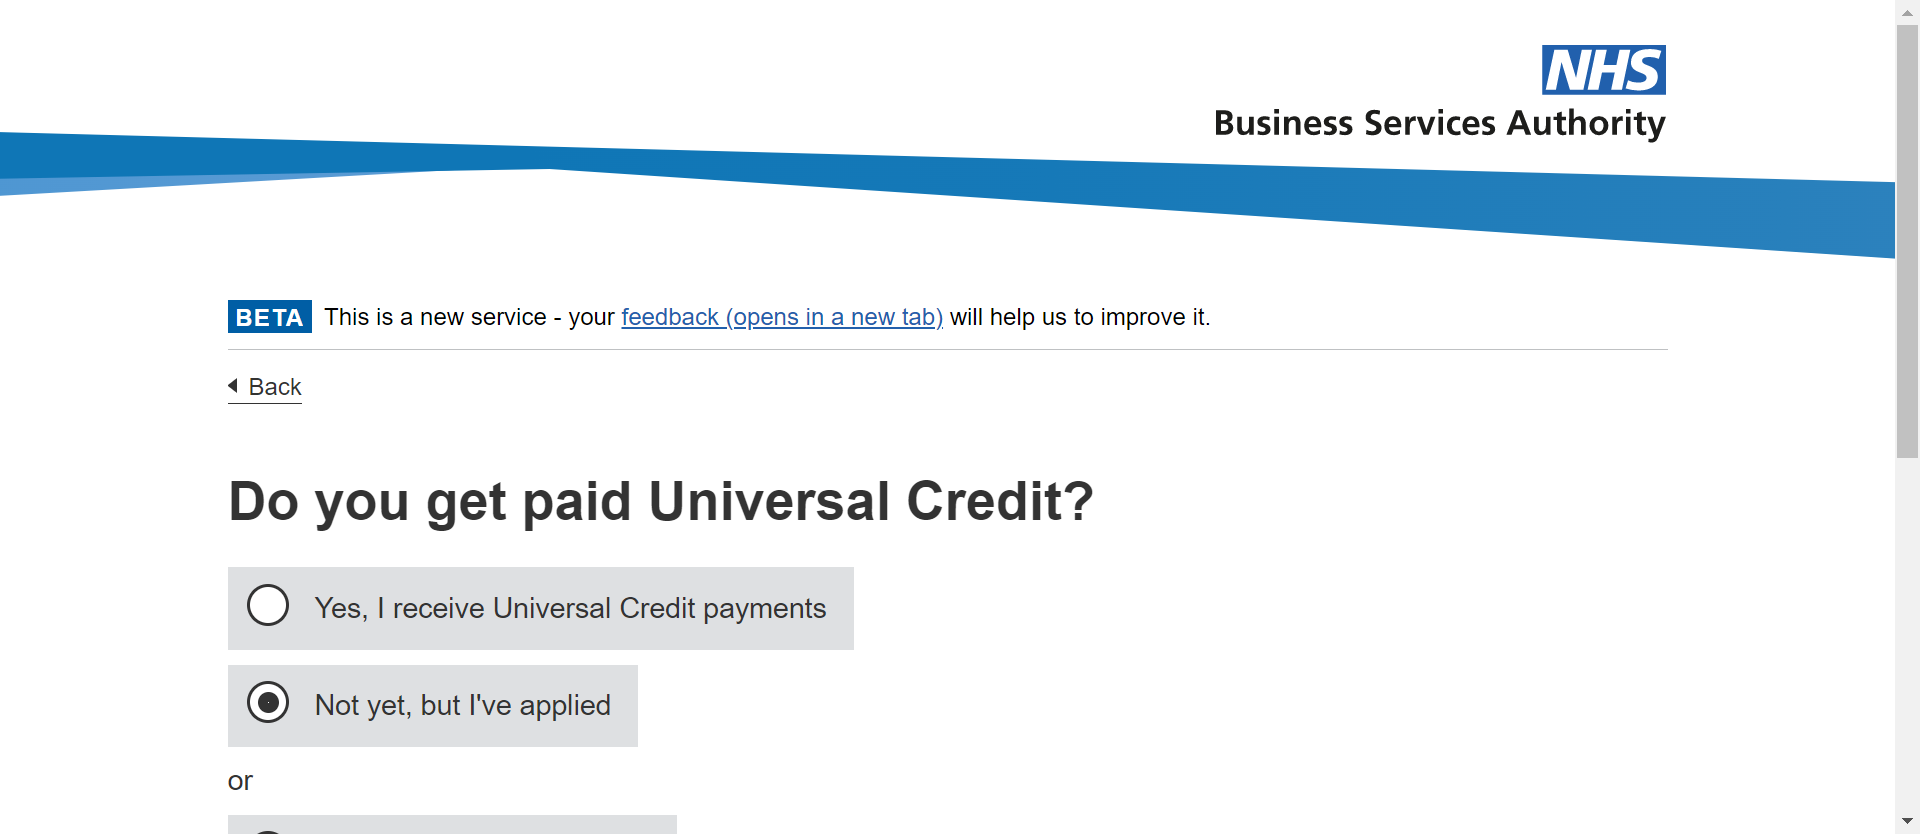 NHS
Business Services Authority
BETA This is a new service - your feedback (opens in a new tab) will help us to improve it.
Back
Do you get paid Universal Credit?
Yes, I receive Universal Credit payments
Not yet, but I've applied
or